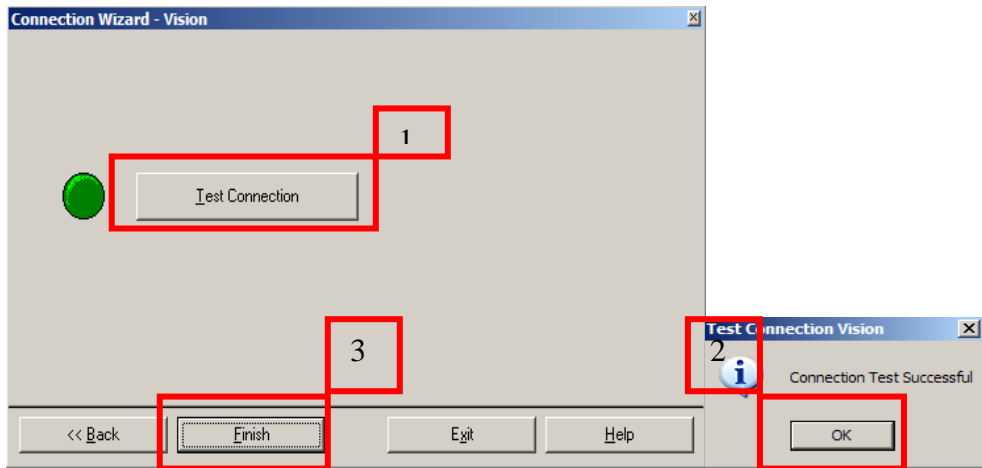 Connection Wizard - Vision
1
Test Connection
3
<< Back
Finish
Exit
Help
Test Connection Vision
2
Connection Test Successful
OK